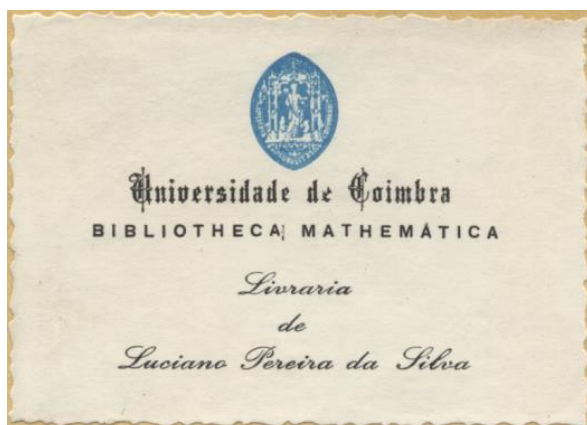 Universidade de Coimbra
BIBLIOTHECA MATHEMÁTICA
Livraria
de
Luciano Pereira da Silva